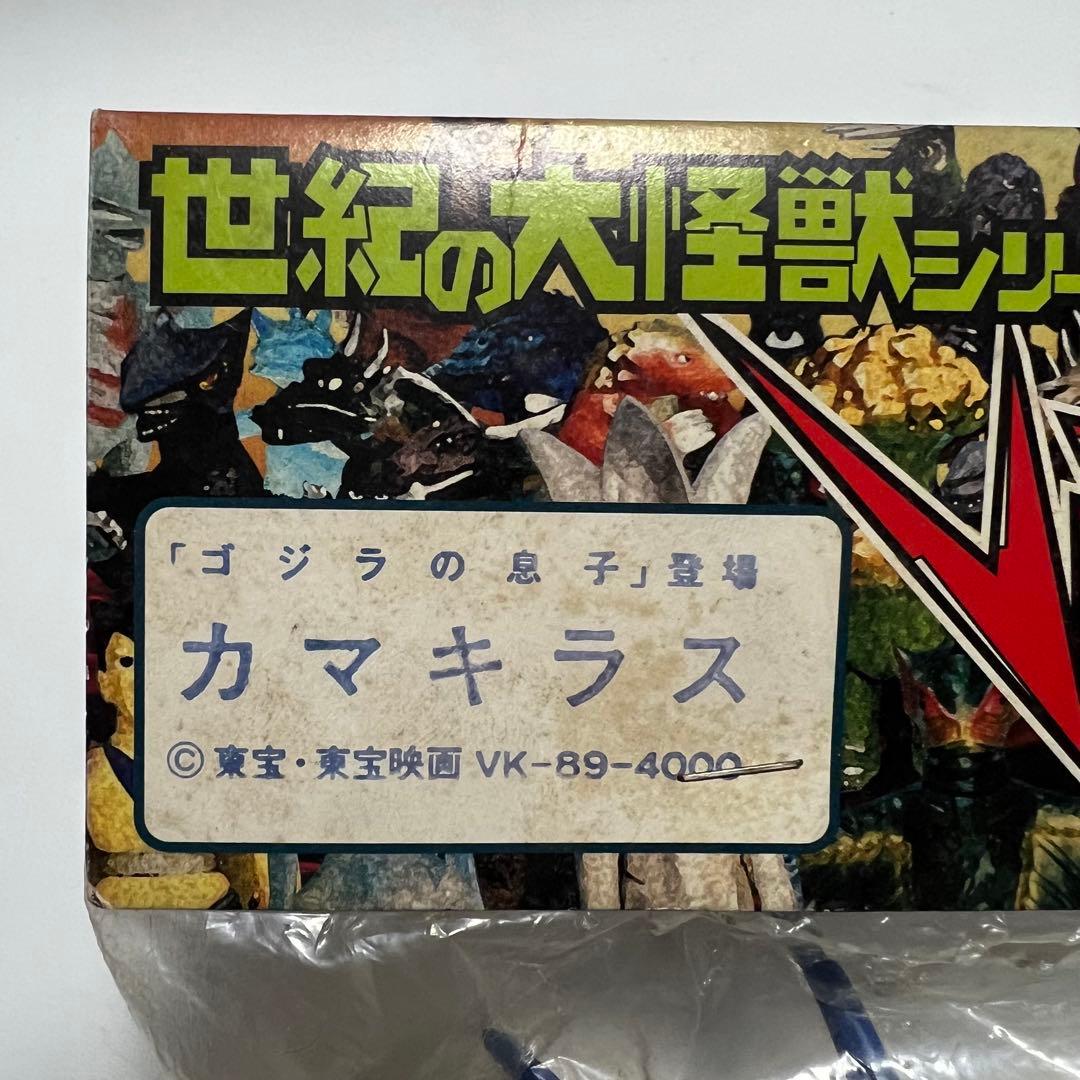 世紀の大怪獣シリー
「ゴジラの息子」登場
カマキラス
©東宝・東宝映画 VK-89-4000